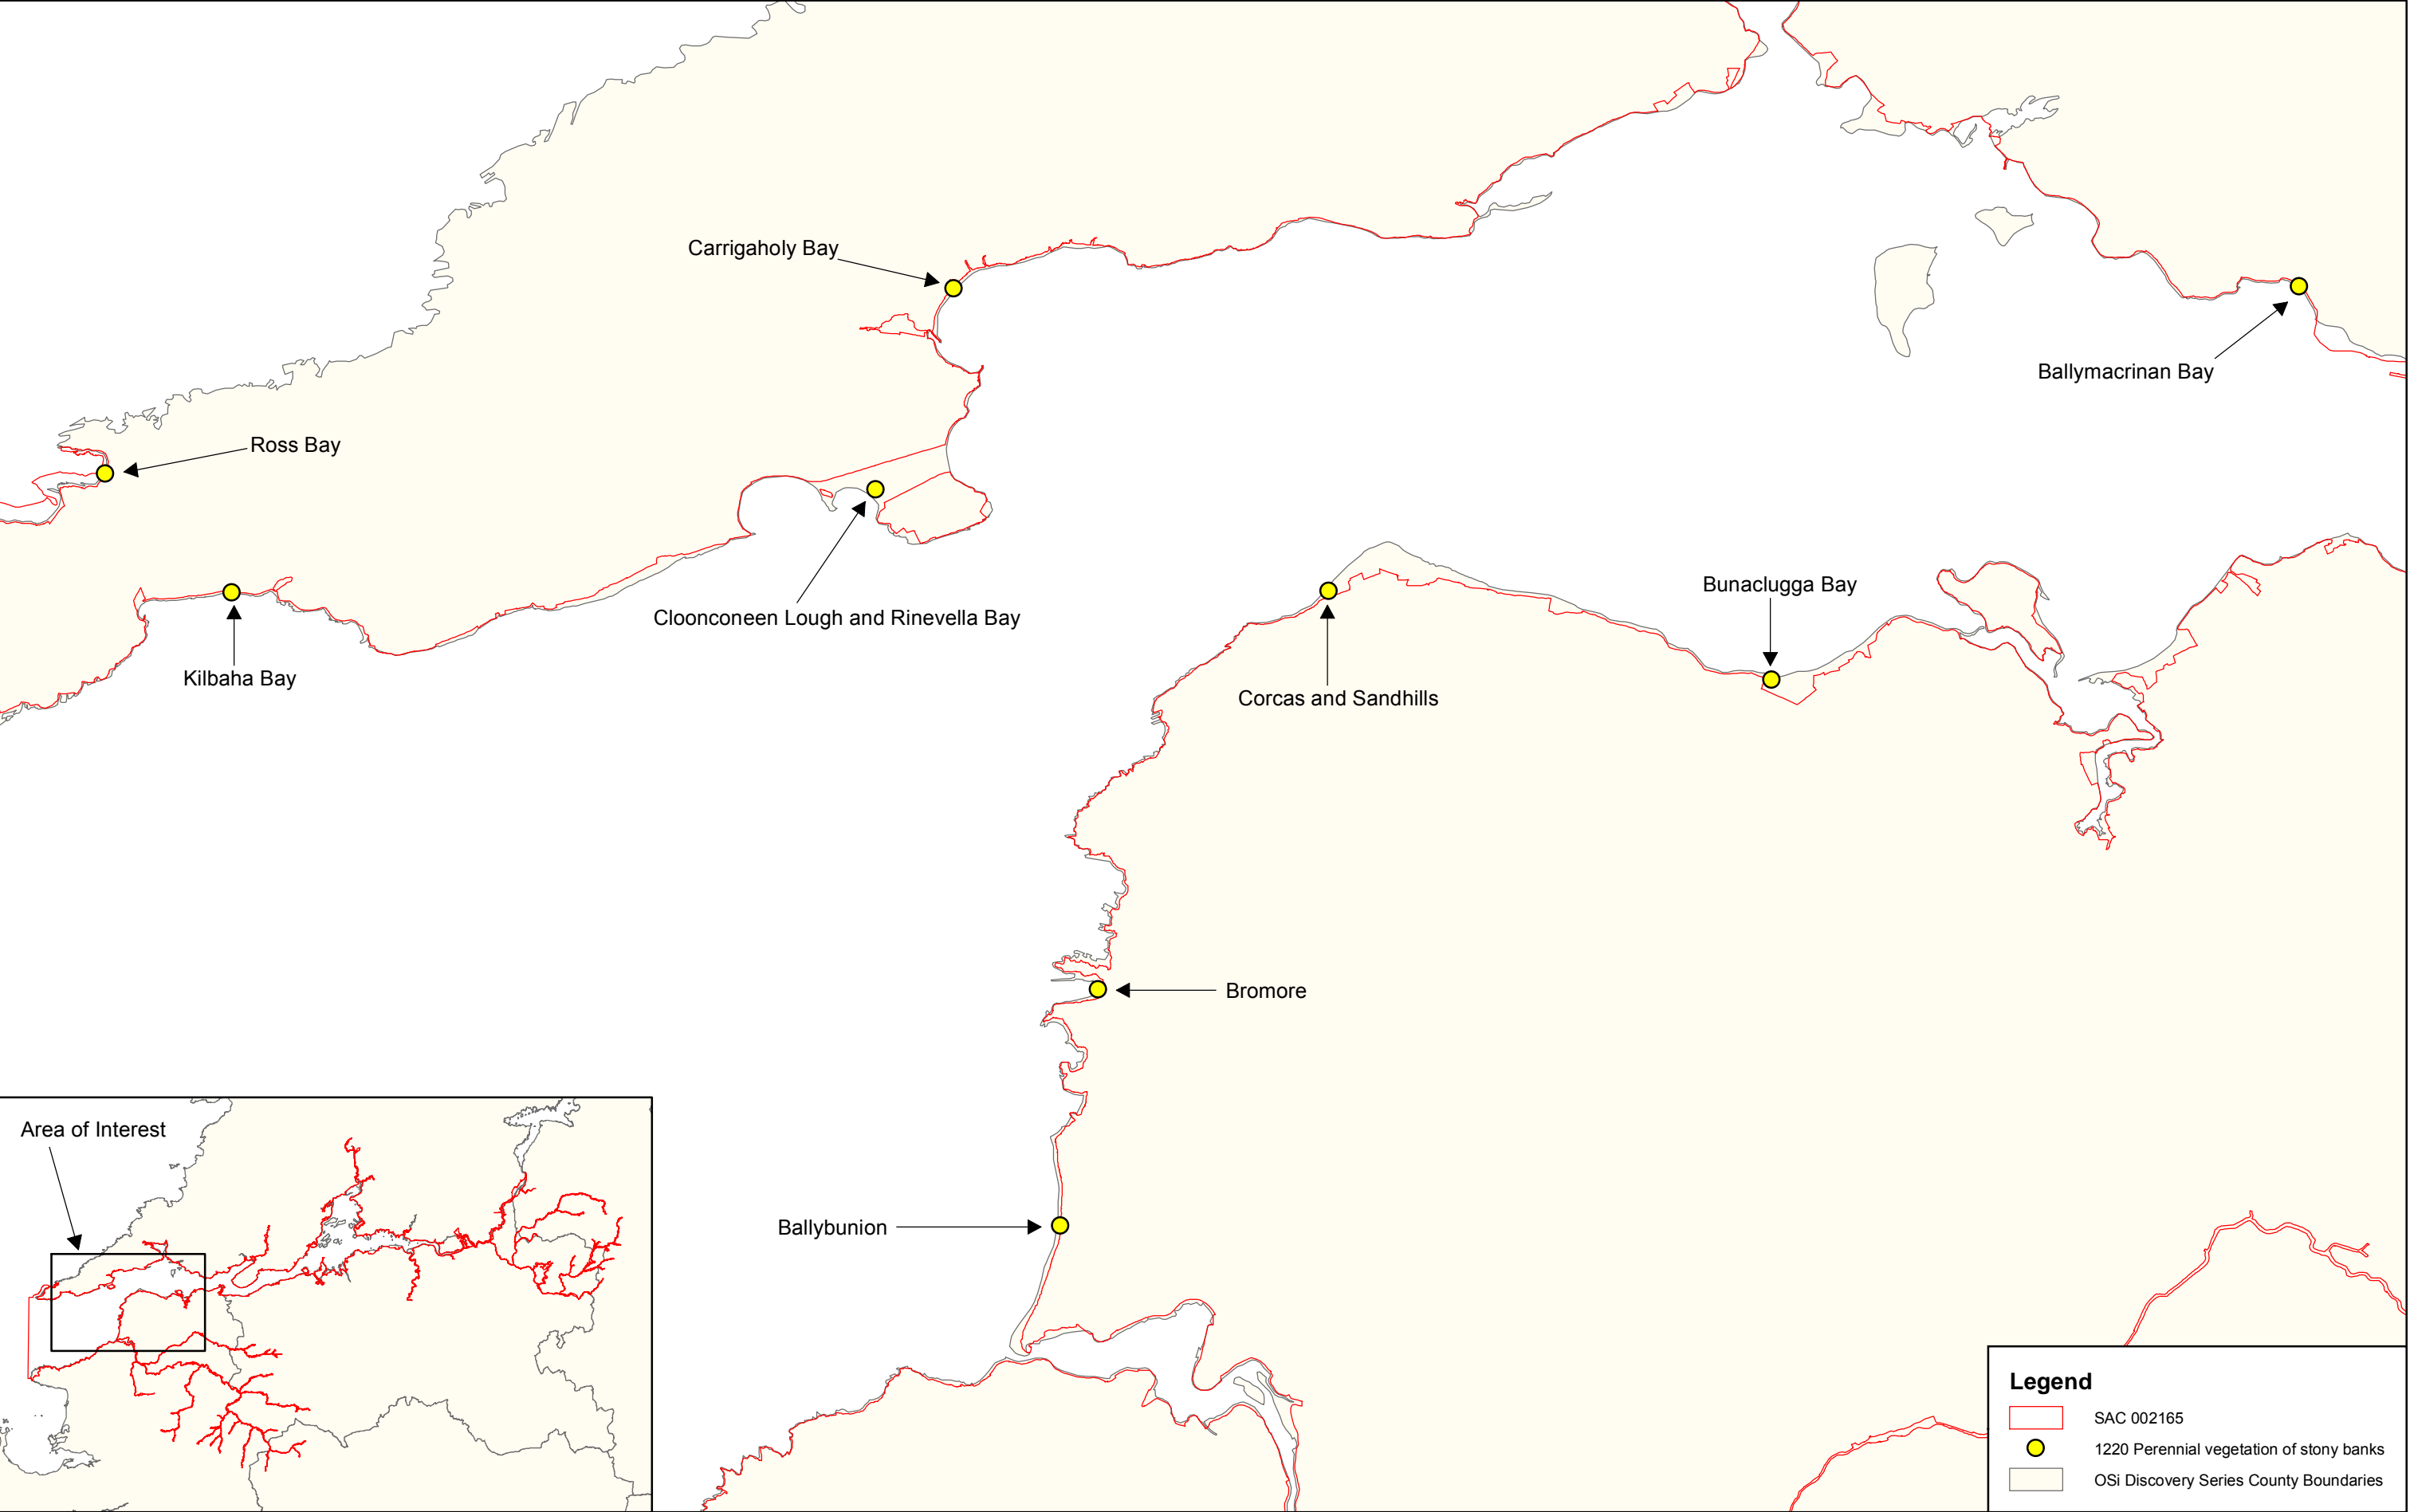 Carrigaholy Bay
Ballymacrinan Bay
Ross Bay
Bunaclugga Bay
Cloonconeen Lough and Rinevella Bay
Kilbaha Bay
Corcas and Sandhills
Bromore
Area of Interest
Ballybunion
Legend
SAC 002165
1220 Perennial vegetation of stony banks
OSi Discovery Series County Boundaries